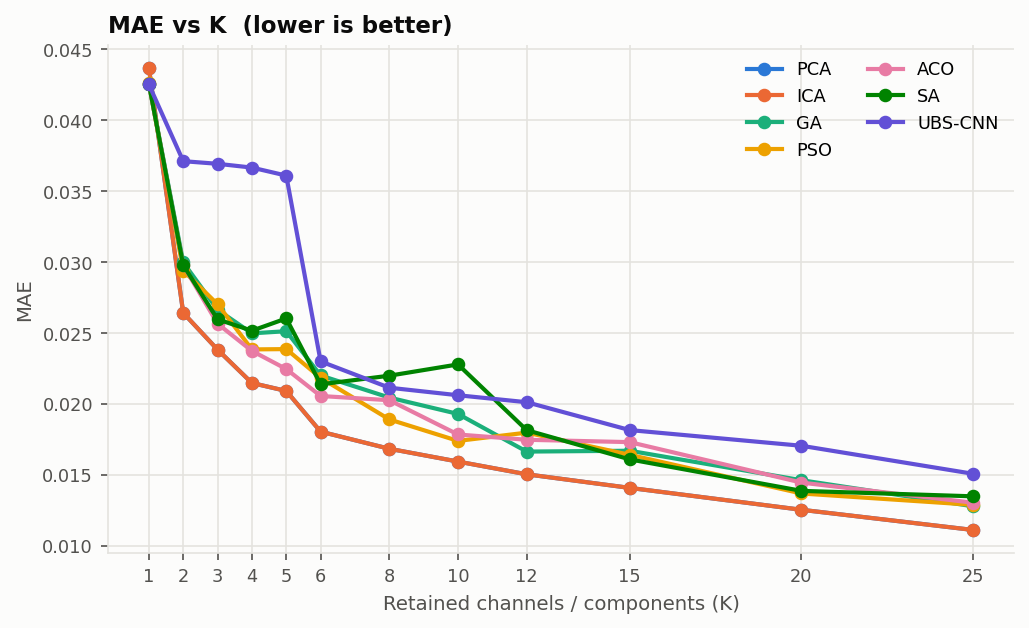 MAE vs K  (lower is better)
0.045
0.040
0.035
0.030
0.025
0.020
0.015
0.010
MAE
PCA
ICA
GA
PSO
ACO
SA
UBS-CNN
1 2 3 4 5 6 8 10 12 15 20 25
Retained channels / components (K)